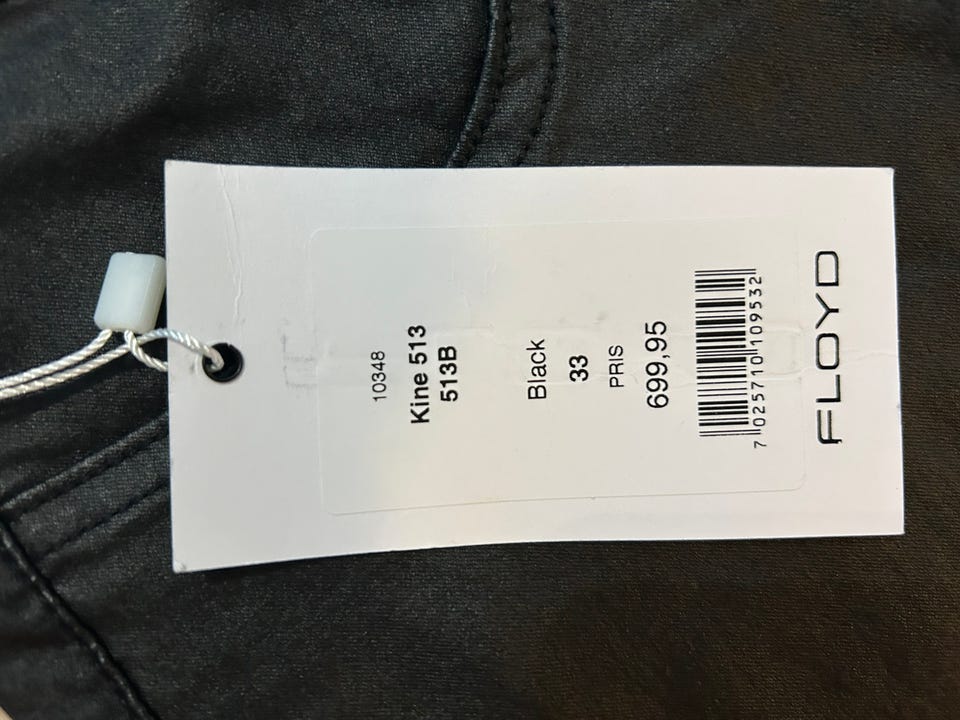 10348
Kine 513
513B
Black
33
PRIS
699,95
7 025710 109532
FLOYD